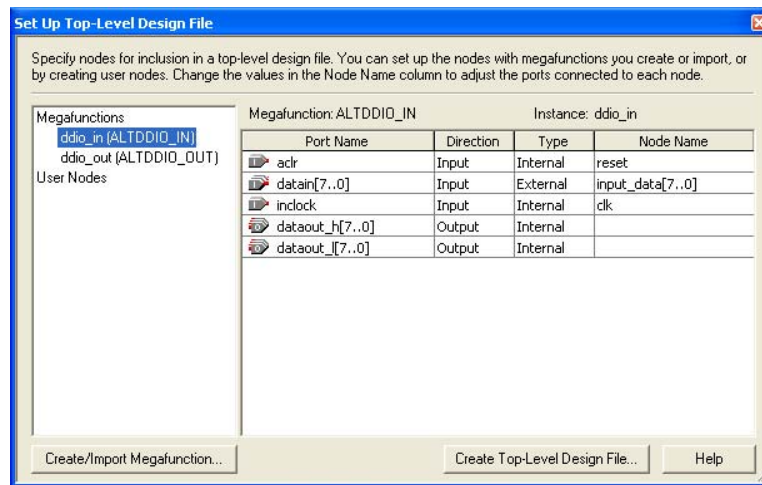 Set Up Top-Level Design File
Specify nodes for inclusion in a top-level design file. You can set up the nodes with megafunctions you create or import, or
by creating user nodes. Change the values in the Node Name column to adjust the ports connected to each node.
Megafunctions
ddio_in (ALTDDIO_IN)
ddio_out (ALTDDIO_OUT)
User Nodes
Megafunction: ALTDDIO_IN Instance: ddio_in
Port Name Direction Type Node Name
aclr Input Internal reset
datain[7..0] Input External input_data[7..0]
inclock Input Internal clk
dataout_h[7..0] Output Internal
dataout_l[7..0] Output Internal
Create/Import Megafunction... Create Top-Level Design File... Help